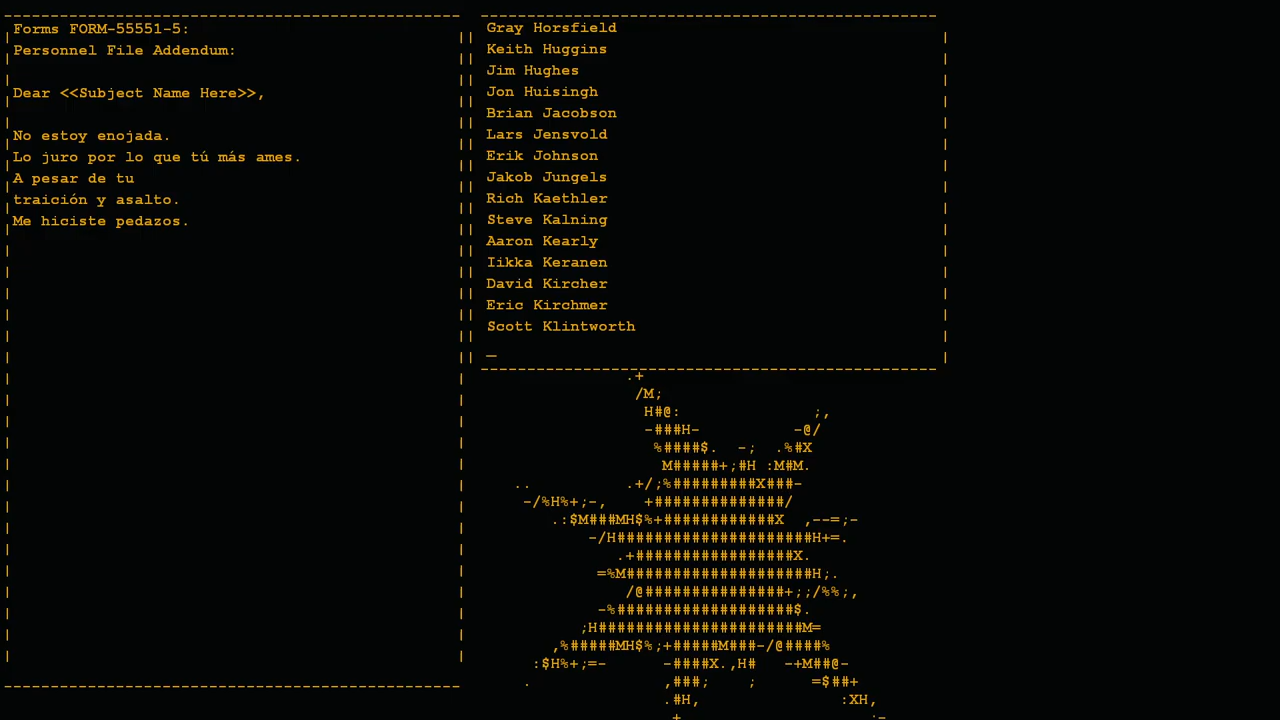 Forms FORM-55551-5:
Personnel File Addendum:
Dear <<Subject Name Here>>,
No estoy enojada.
Lo juro por lo que tú más ames.
A pesar de tu
traición y asalto.
Me hiciste pedazos.
Gray Horsfield
Keith Huggins
Jim Hughes
Jon Huisingh
Brian Jacobson
Lars Jensvold
Erik Johnson
Jakob Jungels
Rich Kaethler
Steve Kalning
Aaron Kearly
Iikka Keranen
David Kircher
Eric Kirchmer
Scott Klintworth